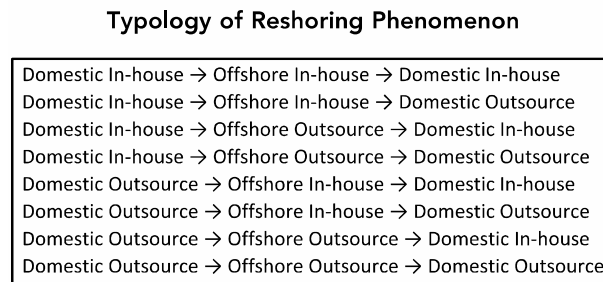 Typology of Reshoring Phenomenon
Domestic In-house → Offshore In-house → Domestic In-house
Domestic In-house → Offshore In-house → Domestic Outsource
Domestic In-house → Offshore Outsource → Domestic In-house
Domestic In-house → Offshore Outsource → Domestic Outsource
Domestic Outsource → Offshore In-house → Domestic In-house
Domestic Outsource → Offshore In-house → Domestic Outsource
Domestic Outsource → Offshore Outsource → Domestic In-house
Domestic Outsource → Offshore Outsource → Domestic Outsource